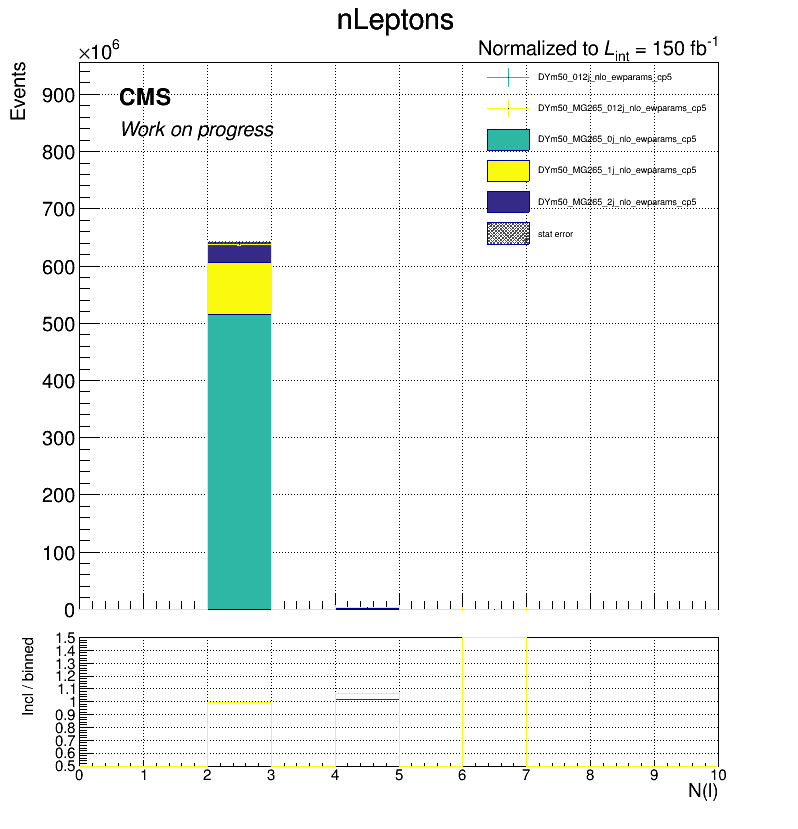 nLeptons
×10⁶
Normalized to L_int = 150 fb⁻¹
Events
CMS
Work on progress
DYm50_012j_nlo_ewparams_cp5
DYm50_MG265_012j_nlo_ewparams_cp5
DYm50_MG265_0j_nlo_ewparams_cp5
DYm50_MG265_1j_nlo_ewparams_cp5
DYm50_MG265_2j_nlo_ewparams_cp5
stat error
900
800
700
600
500
400
300
200
100
0
Incl / binned
1.5
1.4
1.3
1.2
1.1
1
0.9
0.8
0.7
0.6
0.5
0 1 2 3 4 5 6 7 8 9 10
N(l)